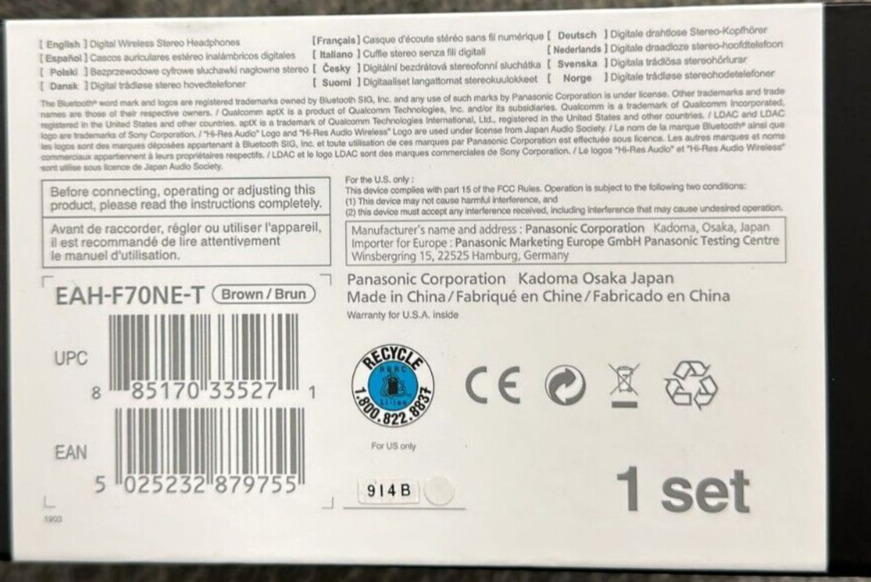 [ English ] Digital Wireless Stereo Headphones
[ Español ] Cascos auriculares estéreo inalámbricos digitales
[ Polski ] Bezprzewodowe cyfrowe słuchawki nagłowne stereo
[ Dansk ] Digital trådløse stereo hovedtelefoner
[Français] Casque d'écoute stéréo sans fil numérique
[ Italiano ] Cuffie stereo senza fili digitali
[ Česky ] Digitální bezdrátová stereofonní sluchátka
[ Suomi ] Digitaaliset langattomat stereokuulokkeet
[ Deutsch ] Digitale drahtlose Stereo-Kopfhörer
[ Nederlands ] Digitale draadloze stereo-hoofdtelefoon
[ Svenska ] Digitala trådlösa stereohörlurar
[ Norge ] Digitale trådløse stereohodetelefoner
The Bluetooth® word mark and logos are registered trademarks owned by Bluetooth SIG, Inc. and any use of such marks by Panasonic Corporation is under license. Other trademarks and trade
names are those of their respective owners. / Qualcomm aptX is a product of Qualcomm Technologies, Inc. and/or its subsidiaries. Qualcomm is a trademark of Qualcomm Incorporated,
registered in the United States and other countries. aptX is a trademark of Qualcomm Technologies International, Ltd., registered in the United States and other countries. / LDAC and LDAC
logo are trademarks of Sony Corporation. / "Hi-Res Audio" Logo and "Hi-Res Audio Wireless" Logo are used under license from Japan Audio Society. / Le nom de la marque Bluetooth® ainsi que
les logos sont des marques déposées appartenant à Bluetooth SIG, Inc. et toute utilisation de ces marques par Panasonic Corporation est effectuée sous licence. Les autres marques et noms
commerciaux appartiennent à leurs propriétaires respectifs. / LDAC et le logo LDAC sont des marques commerciales de Sony Corporation. / Le logos "Hi-Res Audio" et "Hi-Res Audio Wireless"
sont utilise sous licence de Japan Audio Society.
Before connecting, operating or adjusting this
product, please read the instructions completely.
Avant de raccorder, régler ou utiliser l'appareil,
il est recommandé de lire attentivement
le manuel d'utilisation.
For the U.S. only :
This device complies with part 15 of the FCC Rules. Operation is subject to the following two conditions:
(1) This device may not cause harmful interference, and
(2) this device must accept any interference received, including interference that may cause undesired operation.
Manufacturer's name and address : Panasonic Corporation Kadoma, Osaka, Japan
Importer for Europe : Panasonic Marketing Europe GmbH Panasonic Testing Centre
Winsbergring 15, 22525 Hamburg, Germany
EAH-F70NE-T Brown / Brun
Panasonic Corporation Kadoma Osaka Japan
Made in China / Fabriqué en Chine / Fabricado en China
Warranty for U.S.A. inside
UPC
8 85170 33527 1
EAN
5 025232 879755
1903
RECYCLE
RBRC
Li-ion
1.800.822.8837
For US only
CE
914B
1 set